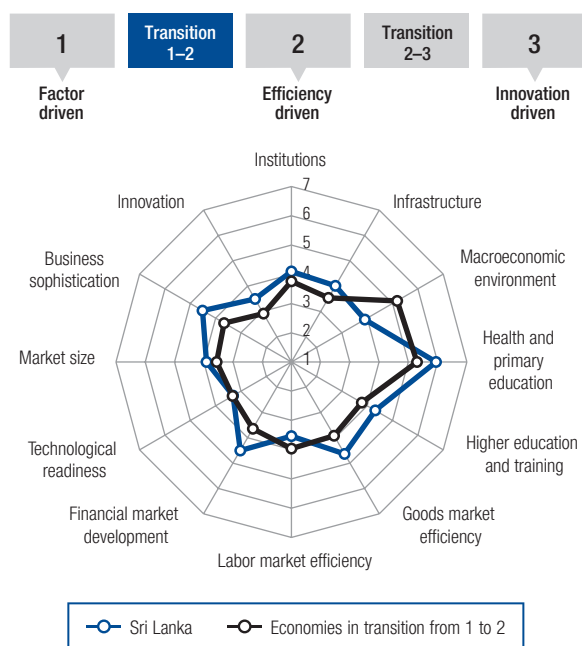 1
Transition
1–2
2
Transition
2–3
3
Factor
driven
Efficiency
driven
Innovation
driven
Institutions
Innovation
Infrastructure
Business
sophistication
Macroeconomic
environment
Market size
Health and
primary
education
Technological
readiness
Higher education
and training
Financial market
development
Goods market
efficiency
Labor market efficiency
7
6
5
4
3
2
1
Sri Lanka
Economies in transition from 1 to 2